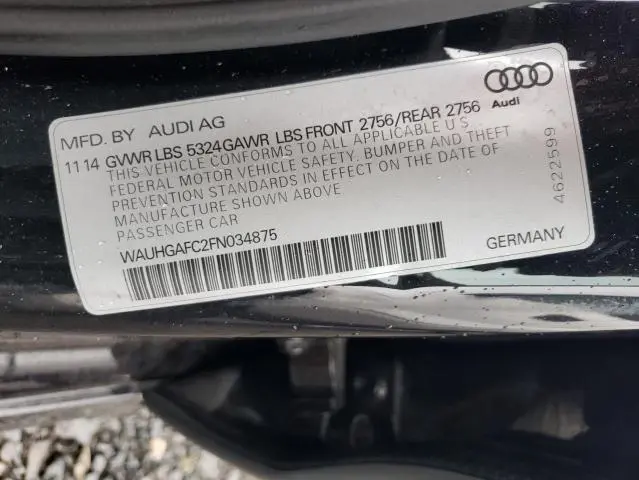 MFD. BY AUDI AG
11 14 GVWR LBS 5324 GAWR LBS FRONT 2756/REAR 2756
THIS VEHICLE CONFORMS TO ALL APPLICABLE U S
FEDERAL MOTOR VEHICLE SAFETY. BUMPER AND THEFT
PREVENTION STANDARDS IN EFFECT ON THE DATE OF
MANUFACTURE SHOWN ABOVE
PASSENGER CAR
WAUHGAFC2FN034875
Audi
4622599
GERMANY